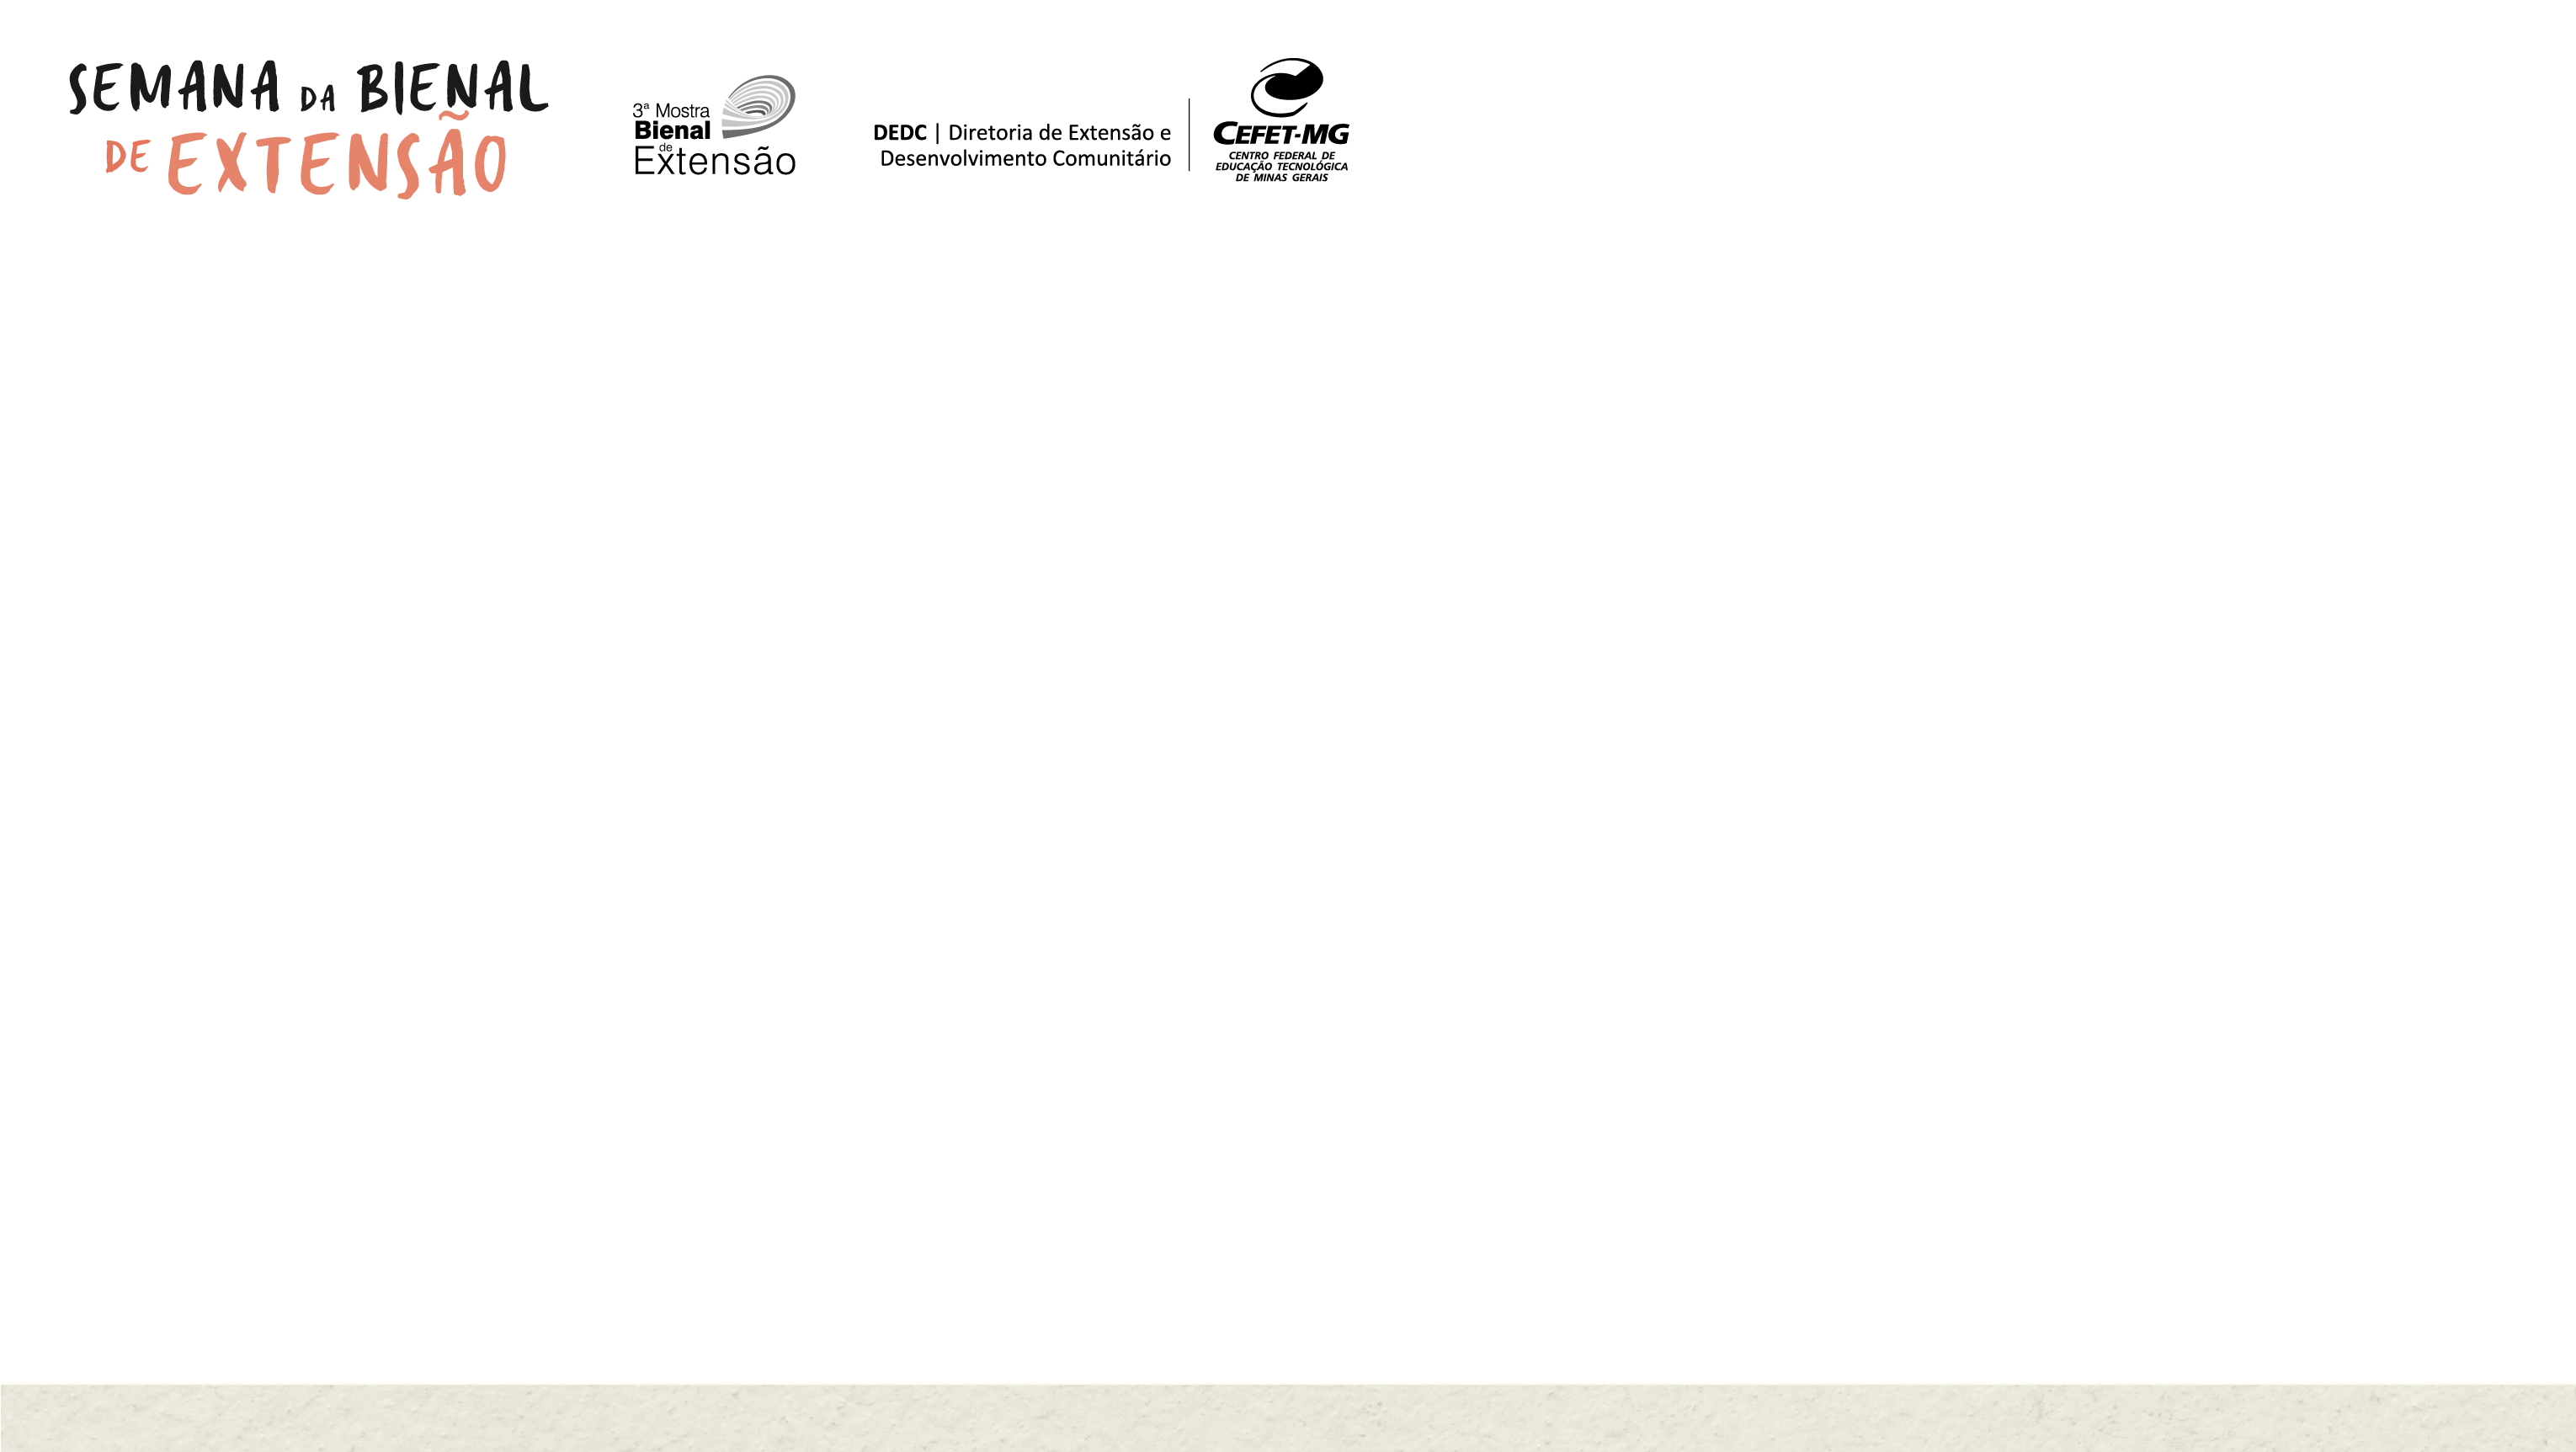 SEMANA DA BIENAL
DE EXTENSÃO
3ª Mostra
Bienal
de
Extensão
DEDC | Diretoria de Extensão e
Desenvolvimento Comunitário
CEFET-MG
CENTRO FEDERAL DE
EDUCAÇÃO TECNOLÓGICA
DE MINAS GERAIS